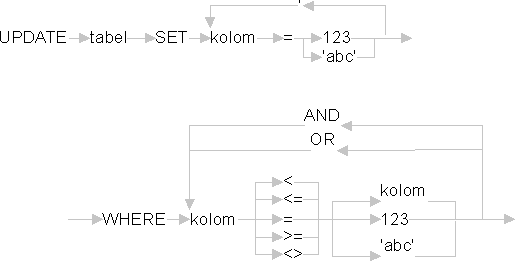 UPDATE tabel SET kolom = 123
'abc'
AND
OR
<
<= kolom
WHERE kolom = 123
>= 'abc'
<>